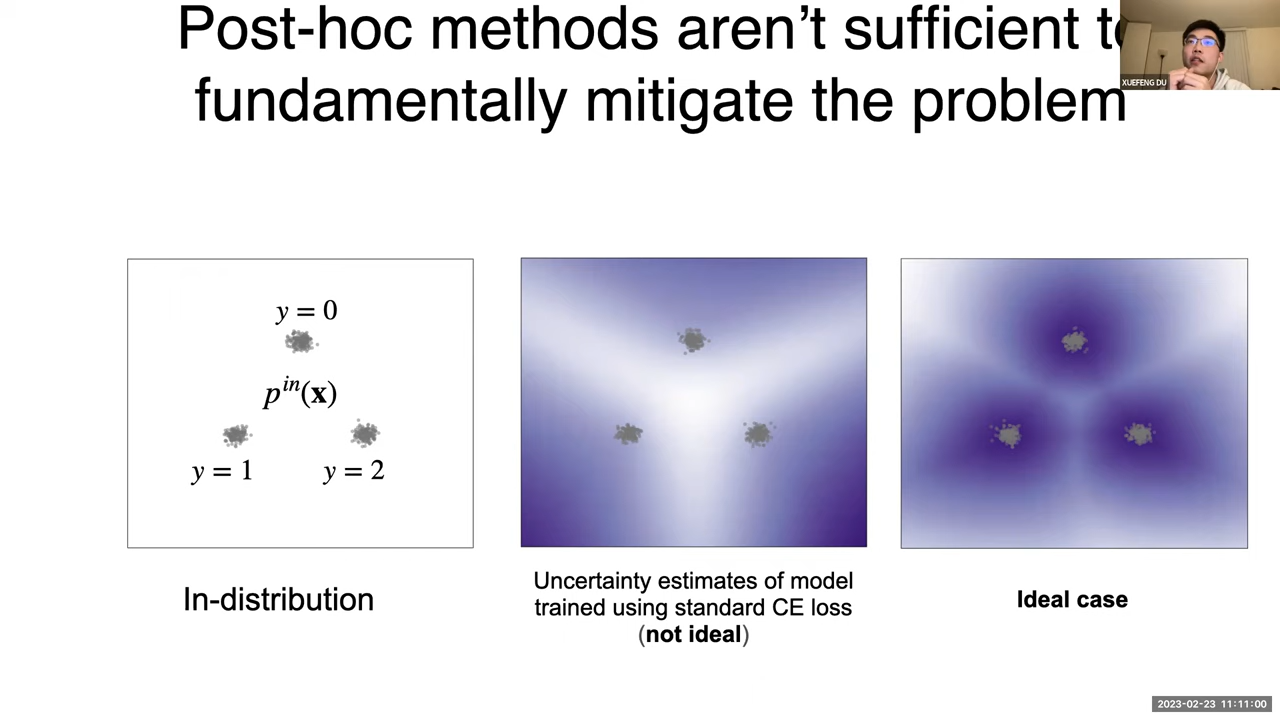 Post-hoc methods aren't sufficient to
fundamentally mitigate the problem
XUEFENG DU
y = 0
p^{in}(x)
y = 1
y = 2
In-distribution
Uncertainty estimates of model
trained using standard CE loss
(not ideal)
Ideal case
2023-02-23 11:11:00